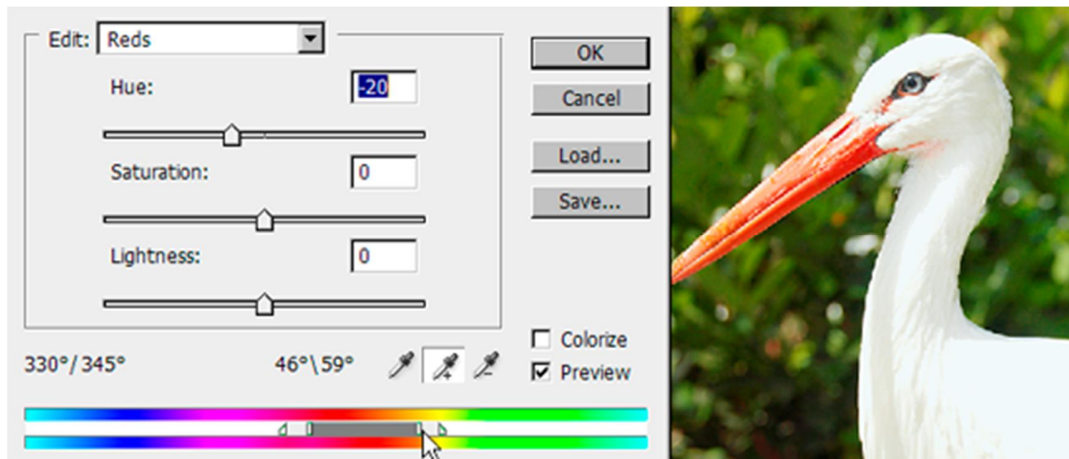 Edit: Reds
Hue: -20
Saturation: 0
Lightness: 0
OK
Cancel
Load...
Save...
Colorize
Preview
330°/345° 46°\59°